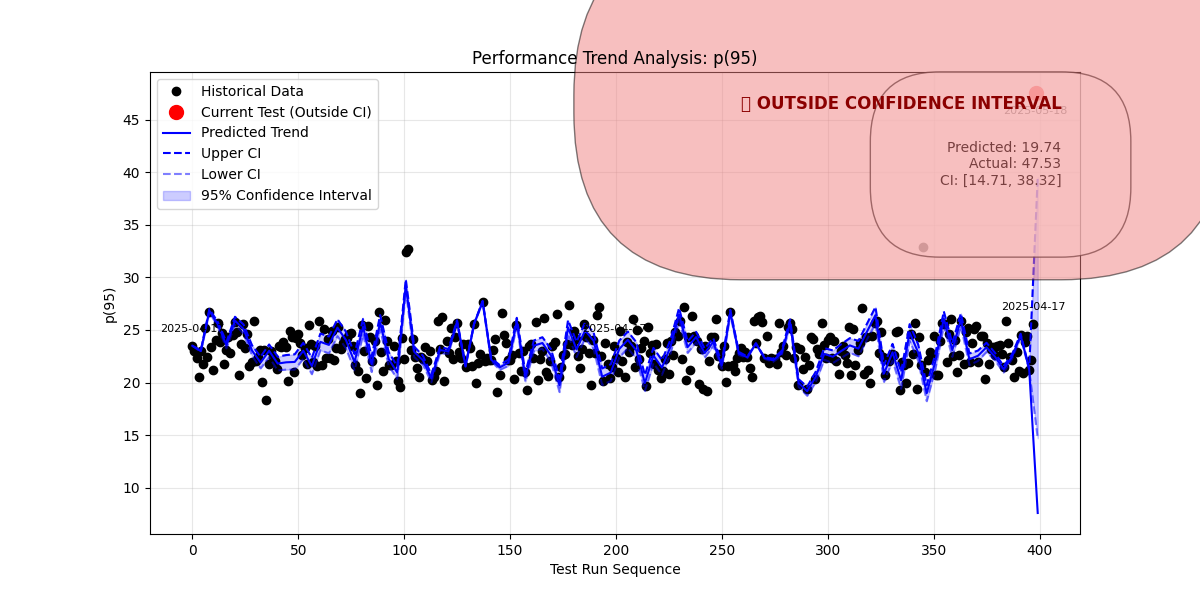 Performance Trend Analysis: p(95)
Historical Data
Current Test (Outside CI)
Predicted Trend
Upper CI
Lower CI
95% Confidence Interval
OUTSIDE CONFIDENCE INTERVAL
2025-05-18
Predicted: 19.74
Actual: 47.53
CI: [14.71, 38.32]
2025-04-17
p(95)
45
40
35
30
25
20
15
10
0
50
100
150
200
250
300
350
400
Test Run Sequence